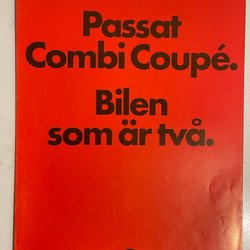 Passat
Combi Coupé.
Bilen
som är två.